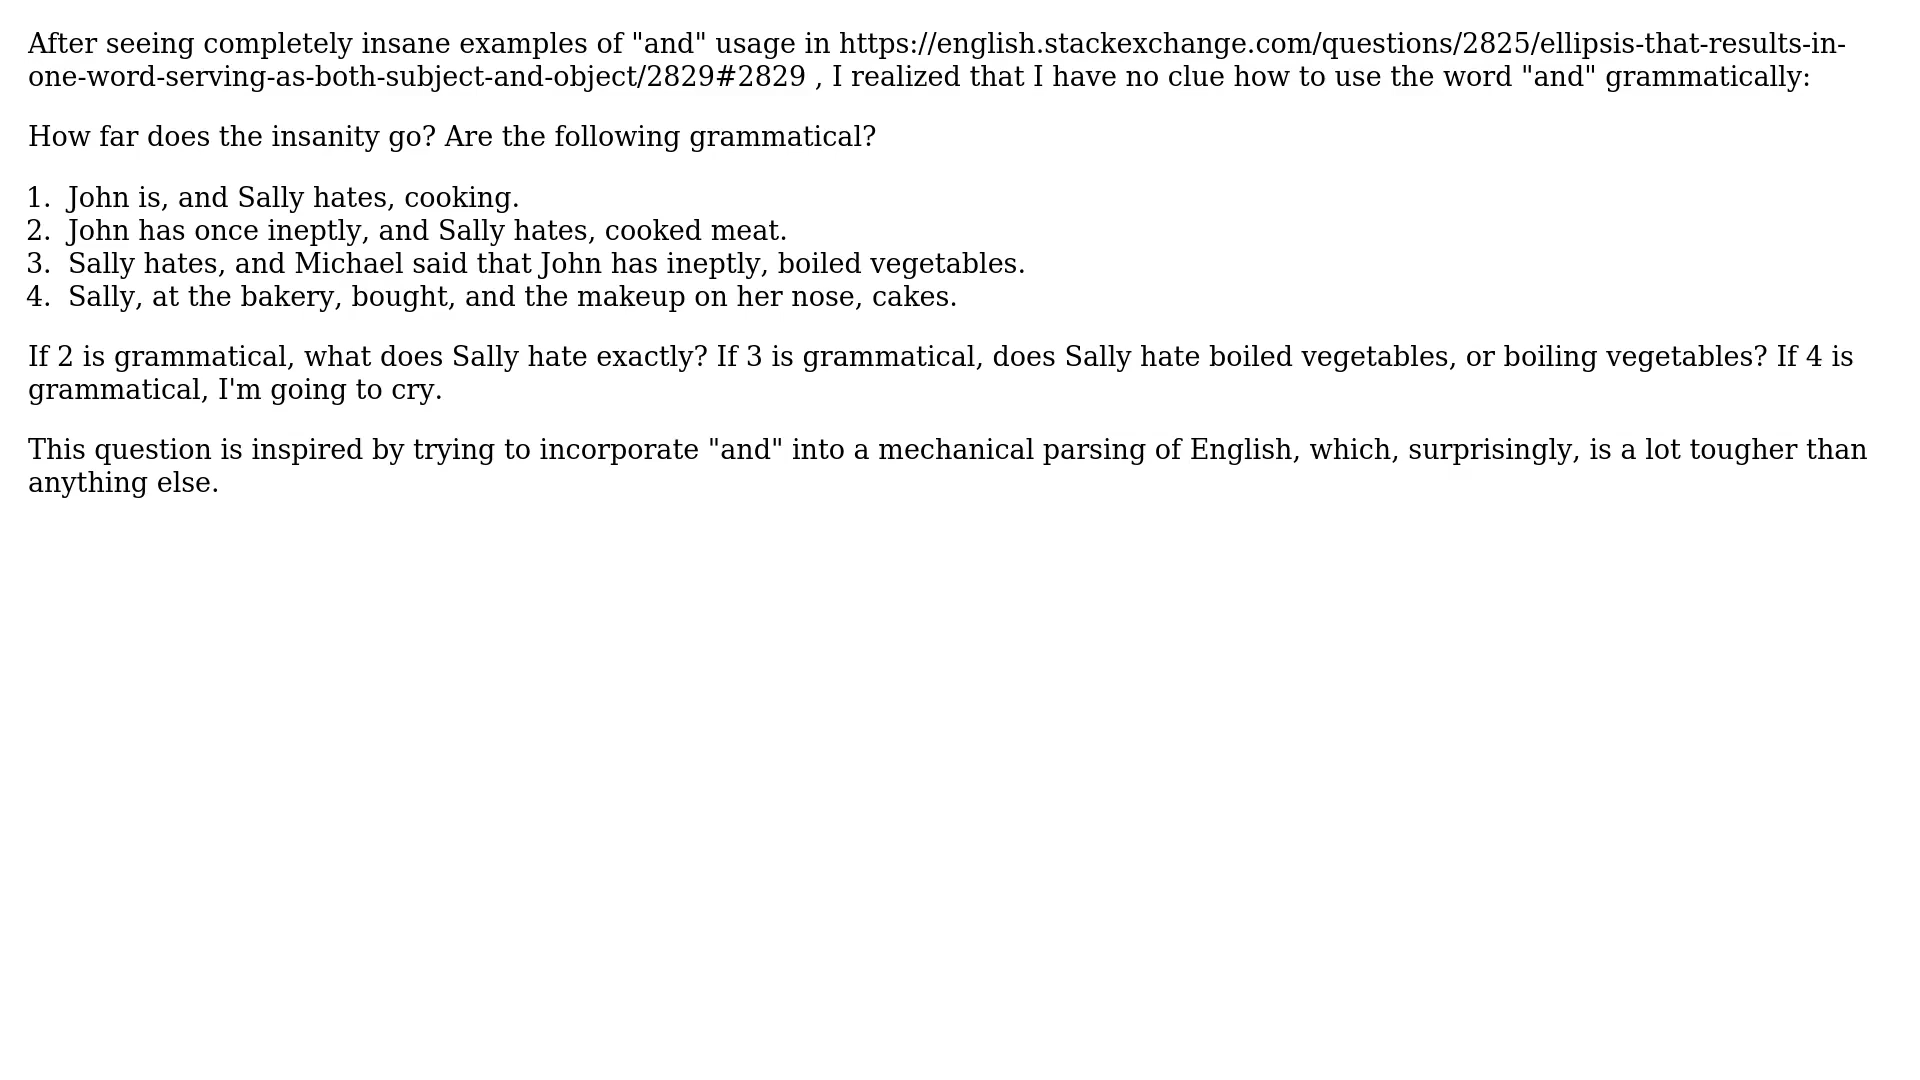 After seeing completely insane examples of "and" usage in https://english.stackexchange.com/questions/2825/ellipsis-that-results-in-
one-word-serving-as-both-subject-and-object/2829#2829 , I realized that I have no clue how to use the word "and" grammatically:
How far does the insanity go? Are the following grammatical?
1. John is, and Sally hates, cooking.
2. John has once ineptly, and Sally hates, cooked meat.
3. Sally hates, and Michael said that John has ineptly, boiled vegetables.
4. Sally, at the bakery, bought, and the makeup on her nose, cakes.
If 2 is grammatical, what does Sally hate exactly? If 3 is grammatical, does Sally hate boiled vegetables, or boiling vegetables? If 4 is
grammatical, I'm going to cry.
This question is inspired by trying to incorporate "and" into a mechanical parsing of English, which, surprisingly, is a lot tougher than
anything else.